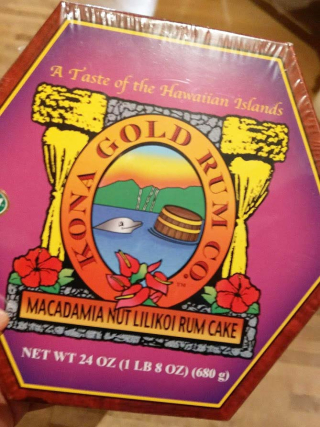 A Taste of the Hawaiian Islands
KONA GOLD RUM CO.
TM
MACADAMIA NUT LILIKOI RUM CAKE
NET WT 24 OZ (1 LB 8 OZ) (680 g)